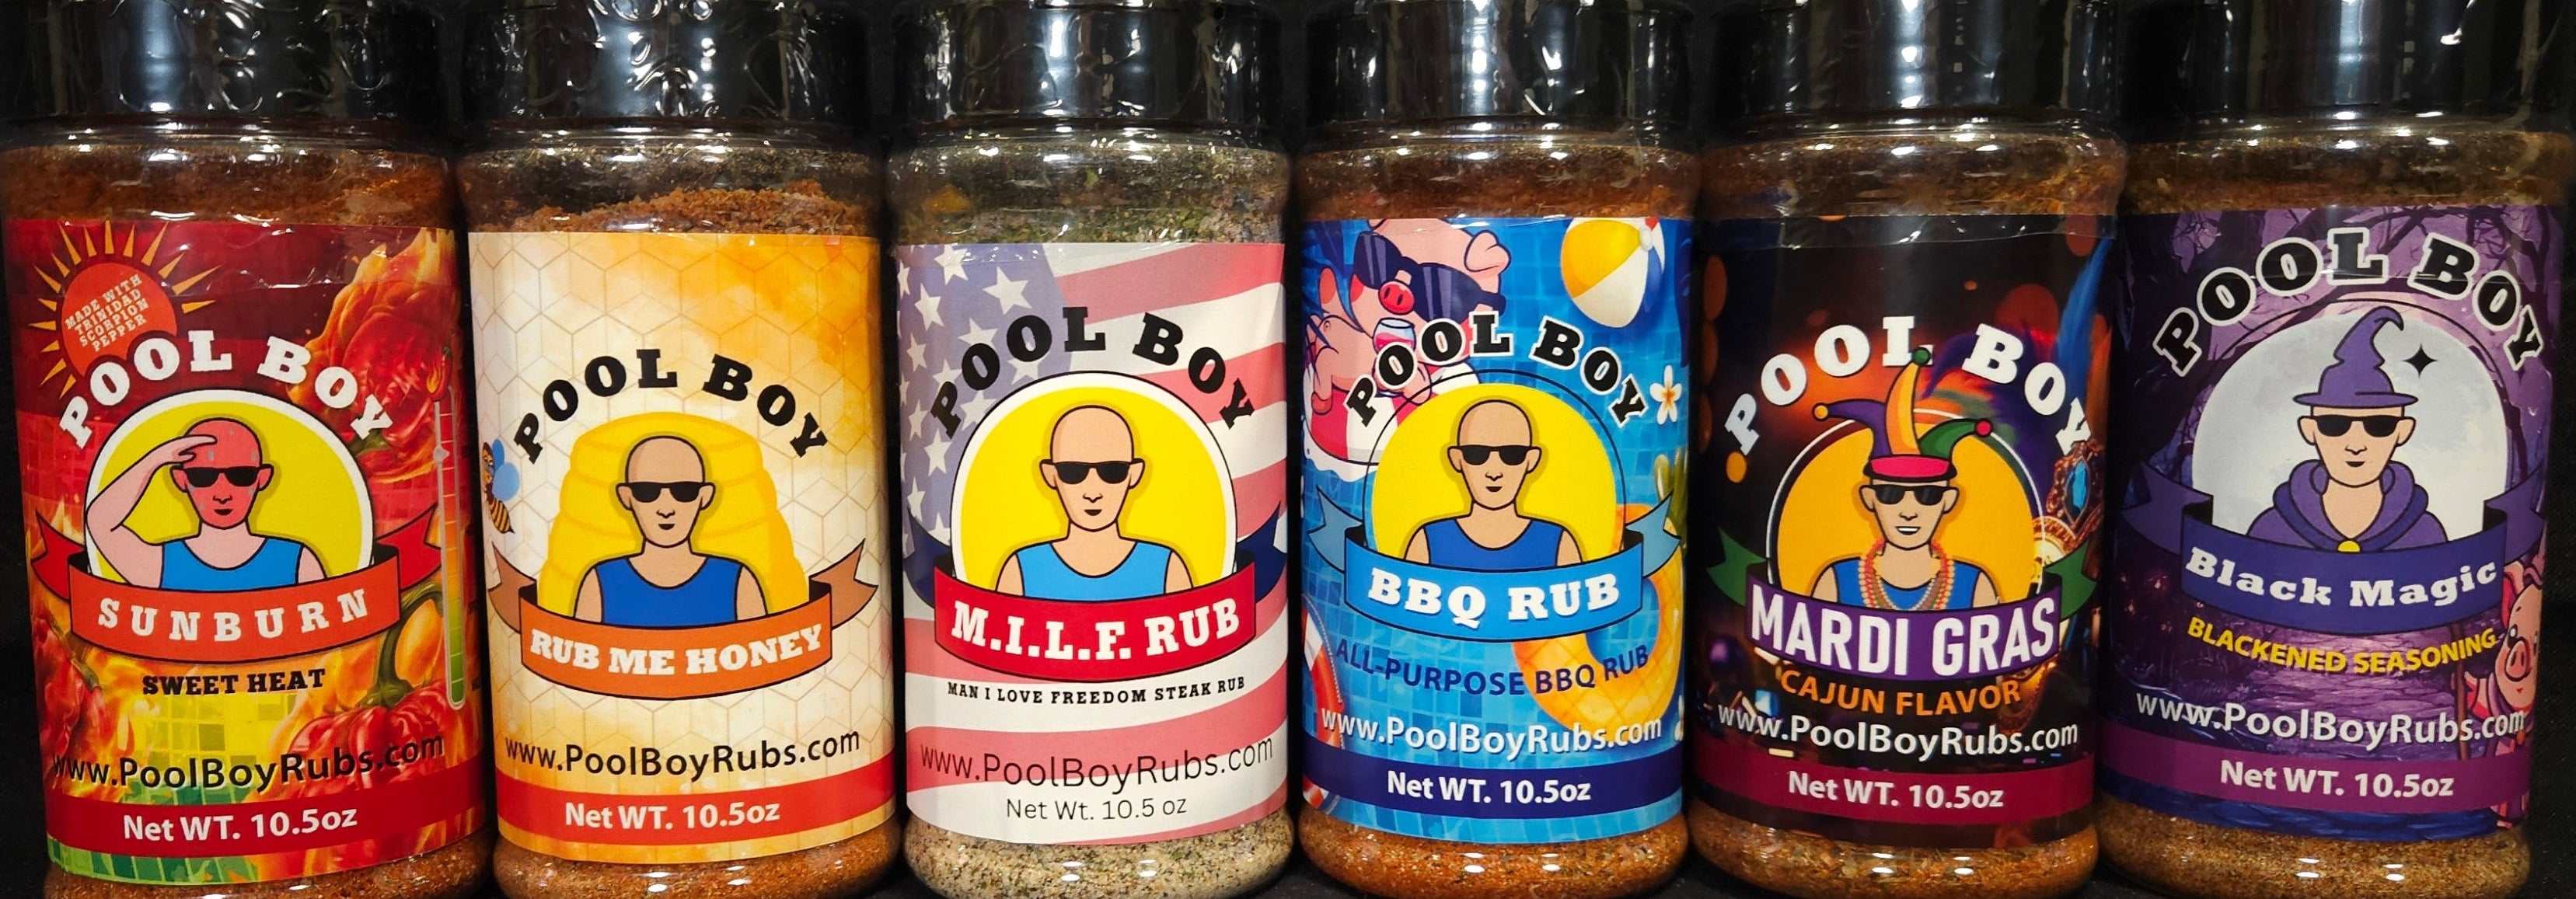 MADE WITH
TRINIDAD
SCORPION
PEPPER
POOL BOY
SUNBURN
SWEET HEAT
www.PoolBoyRubs.com
Net WT. 10.5oz
POOL BOY
RUB ME HONEY
www.PoolBoyRubs.com
Net WT. 10.5oz
POOL BOY
M.I.L.F. RUB
MAN I LOVE FREEDOM STEAK RUB
www.PoolBoyRubs.com
Net Wt. 10.5 oz
POOL BOY
BBQ RUB
ALL-PURPOSE BBQ RUB
www.PoolBoyRubs.com
Net WT. 10.5oz
POOL BOY
MARDI GRAS
CAJUN FLAVOR
www.PoolBoyRubs.com
Net WT. 10.5oz
POOL BOY
Black Magic
BLACKENED SEASONING
www.PoolBoyRubs.com
Net WT. 10.5oz